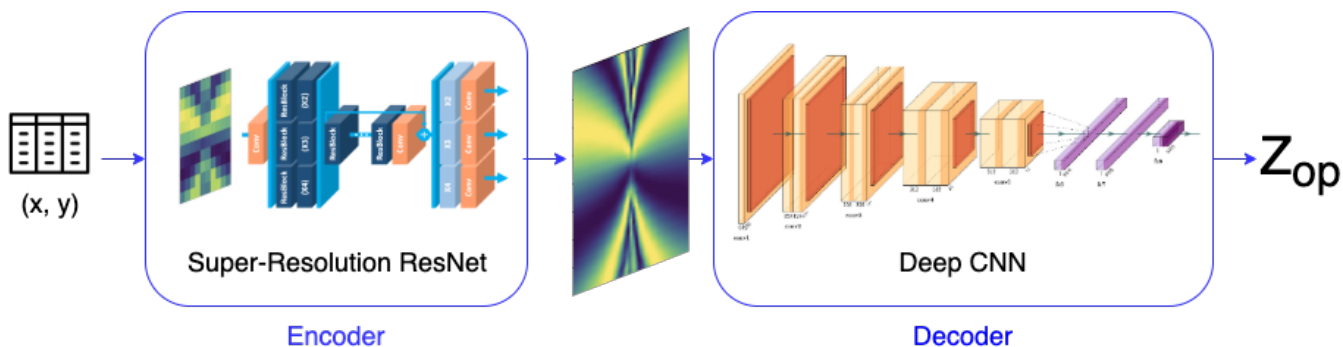 (x, y)
Conv
ResBlock
ResBlock
ResBlock
(X2)
(X3)
(X4)
ResBlock
ResBlock
Conv
X2
X3
X4
Conv
Conv
Conv
Super-Resolution ResNet
Encoder
Deep CNN
Decoder
Zop